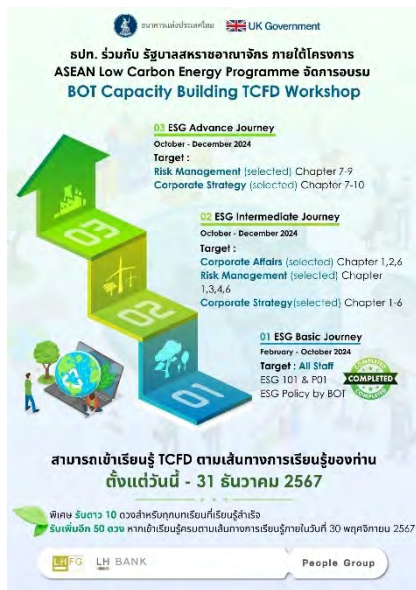 ธนาคารแห่งประเทศไทย
UK Government
ธปท. ร่วมกับ รัฐบาลสหราชอาณาจักร ภายใต้โครงการ
ASEAN Low Carbon Energy Programme จัดการอบรม
BOT Capacity Building TCFD Workshop
03 ESG Advance Journey
October - December 2024
Target :
Risk Management (selected) Chapter 7-9
Corporate Strategy (selected) Chapter 7-10
03
02 ESG Intermediate Journey
October - December 2024
Target :
Corporate Affairs (selected) Chapter 1,2,6
Risk Management (selected) Chapter
1,3,4,6
Corporate Strategy(selected) Chapter 1-6
02
01 ESG Basic Journey
February - October 2024
Target : All Staff
ESG 101 & P01
ESG Policy by BOT
COMPLETED
COMPLETED
COMPLETED
01
สามารถเข้าเรียนรู้ TCFD ตามเส้นทางการเรียนรู้ของท่าน
ตั้งแต่วันนี้ - 31 ธันวาคม 2567
พิเศษ รับดาว 10 ดวงสำหรับทุกบทเรียนที่เรียนรู้สำเร็จ
รับเพิ่มอีก 50 ดวง หากเข้าเรียนรู้ครบตามเส้นทางการเรียนรู้ภายในวันที่ 30 พฤศจิกายน 2567
LHFG LH BANK
People Group